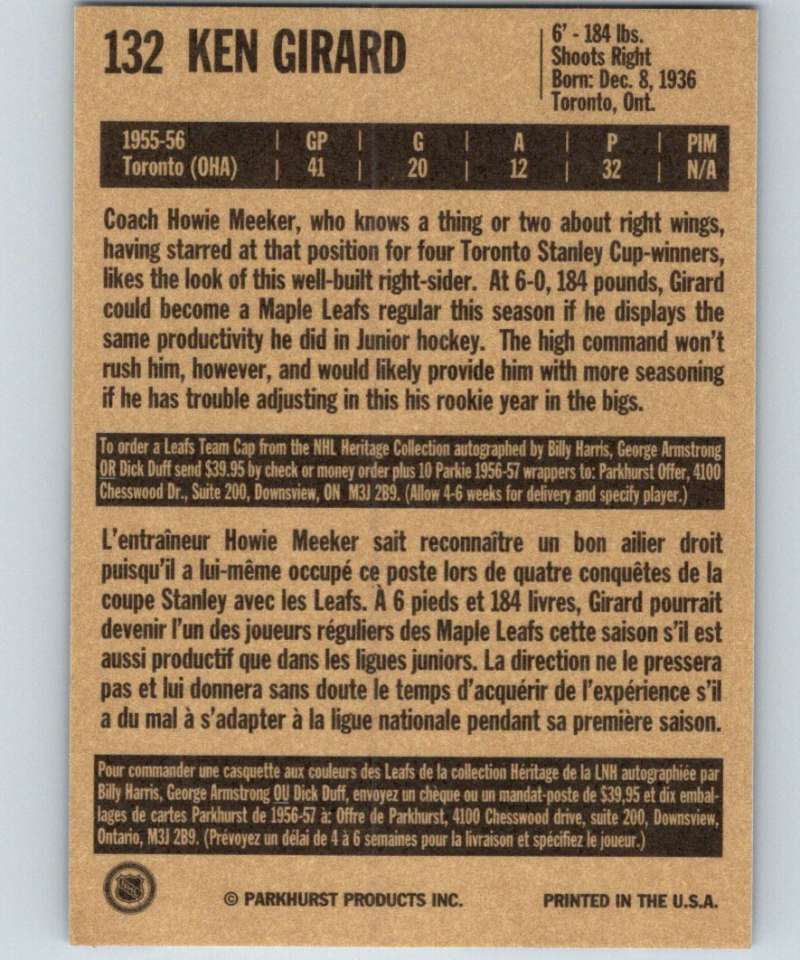 132 KEN GIRARD
6' - 184 lbs.
Shoots Right
Born: Dec. 8, 1936
Toronto, Ont.
1955-56 | GP | G | A | P | PIM
Toronto (OHA) | 41 | 20 | 12 | 32 | N/A
Coach Howie Meeker, who knows a thing or two about right wings,
having starred at that position for four Toronto Stanley Cup-winners,
likes the look of this well-built right-sider. At 6-0, 184 pounds, Girard
could become a Maple Leafs regular this season if he displays the
same productivity he did in Junior hockey. The high command won't
rush him, however, and would likely provide him with more seasoning
if he has trouble adjusting in this his rookie year in the bigs.
To order a Leafs Team Cap from the NHL Heritage Collection autographed by Billy Harris, George Armstrong
OR Dick Duff send $39.95 by check or money order plus 10 Parkie 1956-57 wrappers to: Parkhurst Offer, 4100
Chesswood Dr., Suite 200, Downsview, ON M3J 2B9. (Allow 4-6 weeks for delivery and specify player.)
L'entraîneur Howie Meeker sait reconnaître un bon ailier droit
puisqu'il a lui-même occupé ce poste lors de quatre conquêtes de la
coupe Stanley avec les Leafs. À 6 pieds et 184 livres, Girard pourrait
devenir l'un des joueurs réguliers des Maple Leafs cette saison s'il est
aussi productif que dans les ligues juniors. La direction ne le pressera
pas et lui donnera sans doute le temps d'acquérir de l'expérience s'il
a du mal à s'adapter à la ligue nationale pendant sa première saison.
Pour commander une casquette aux couleurs des Leafs de la collection Héritage de la LNH autographiée par
Billy Harris, George Armstrong OU Dick Duff, envoyez un chèque ou un mandat-poste de $39,95 et dix embal-
lages de cartes Parkhurst de 1956-57 à: Offre de Parkhurst, 4100 Chesswood drive, suite 200, Downsview,
Ontario, M3J 2B9. (Prévoyez un délai de 4 à 6 semaines pour la livraison et spécifiez le joueur.)
NHL
© PARKHURST PRODUCTS INC.
PRINTED IN THE U.S.A.